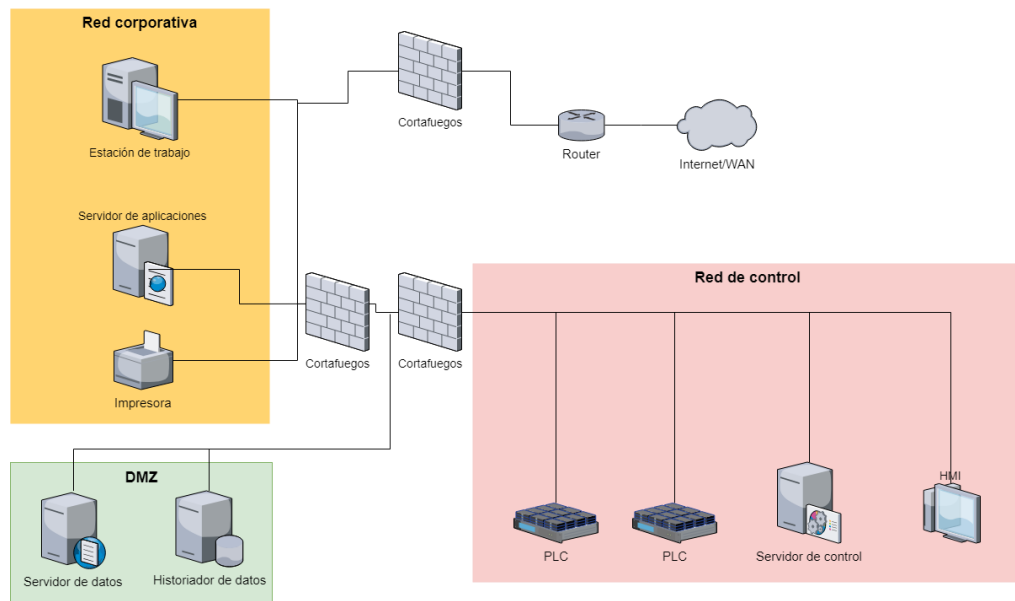 Red corporativa
Estación de trabajo
Servidor de aplicaciones
Impresora
Cortafuegos
Router
Internet/WAN
Cortafuegos
Cortafuegos
Red de control
PLC
PLC
Servidor de control
HMI
DMZ
Servidor de datos
Historiador de datos